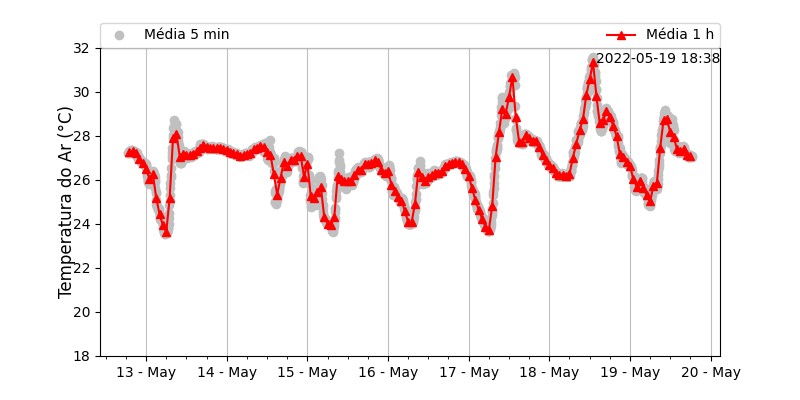 Média 5 min
Média 1 h
2022-05-19 18:38
Temperatura do Ar (°C)
32
30
28
26
24
22
20
18
13 - May
14 - May
15 - May
16 - May
17 - May
18 - May
19 - May
20 - May